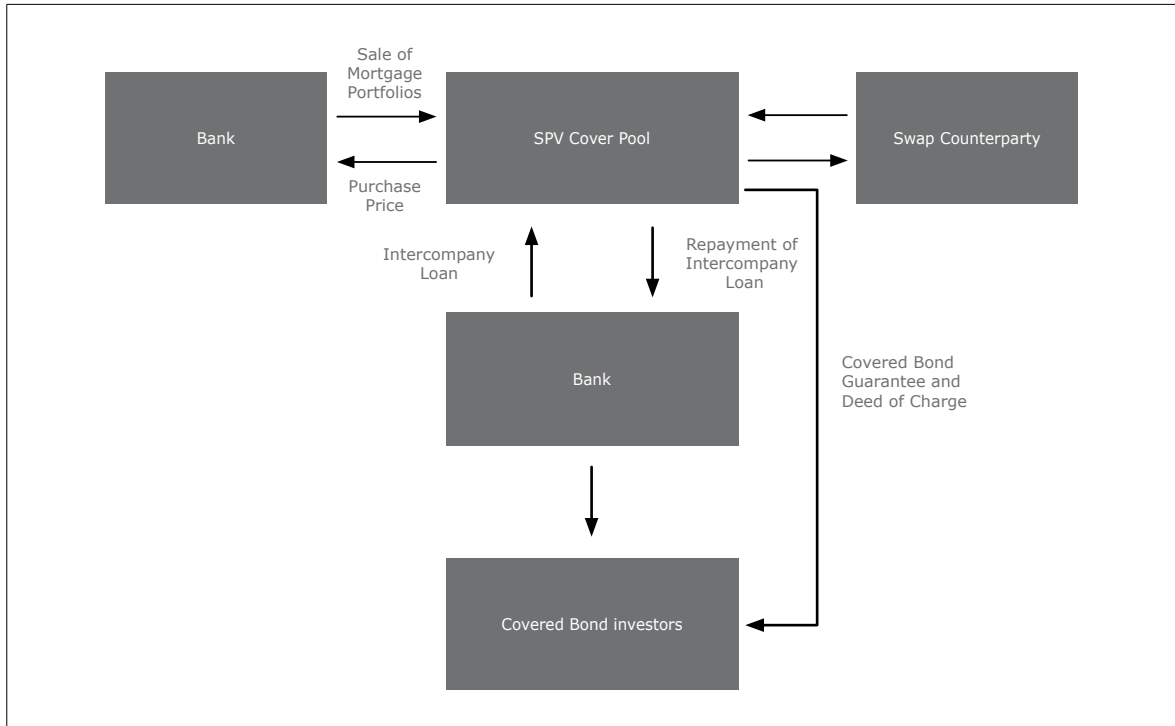 Sale of
Mortgage
Portfolios
Bank
SPV Cover Pool
Swap Counterparty
Purchase
Price
Intercompany
Loan
Repayment of
Intercompany
Loan
Bank
Covered Bond
Guarantee and
Deed of Charge
Covered Bond investors